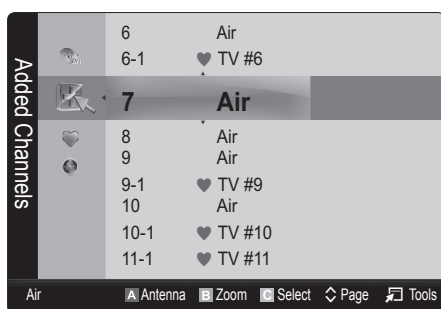 Added Channels
6 Air
6-1 ♥ TV #6
7 Air
8 Air
9 Air
9-1 ♥ TV #9
10 Air
10-1 ♥ TV #10
11-1 ♥ TV #11
Air A Antenna B Zoom C Select Page Tools